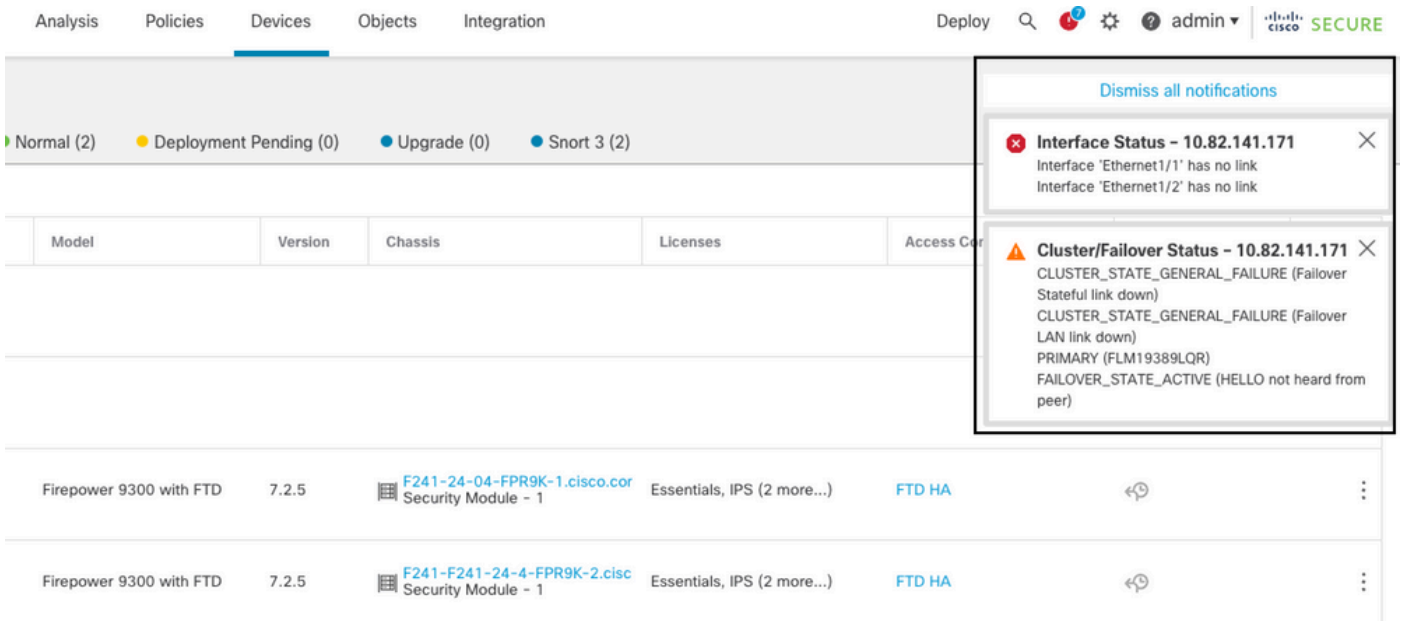 Analysis Policies Devices Objects Integration Deploy 7 admin cisco SECURE
Dismiss all notifications
Normal (2) Deployment Pending (0) Upgrade (0) Snort 3 (2)
Interface Status - 10.82.141.171
Interface 'Ethernet1/1' has no link
Interface 'Ethernet1/2' has no link
Model Version Chassis Licenses Access Con
Cluster/Failover Status - 10.82.141.171
CLUSTER_STATE_GENERAL_FAILURE (Failover
Stateful link down)
CLUSTER_STATE_GENERAL_FAILURE (Failover
LAN link down)
PRIMARY (FLM19389LQR)
FAILOVER_STATE_ACTIVE (HELLO not heard from
peer)
Firepower 9300 with FTD 7.2.5 F241-24-04-FPR9K-1.cisco.cor Essentials, IPS (2 more...) FTD HA
Security Module - 1
Firepower 9300 with FTD 7.2.5 F241-F241-24-4-FPR9K-2.cisc Essentials, IPS (2 more...) FTD HA
Security Module - 1